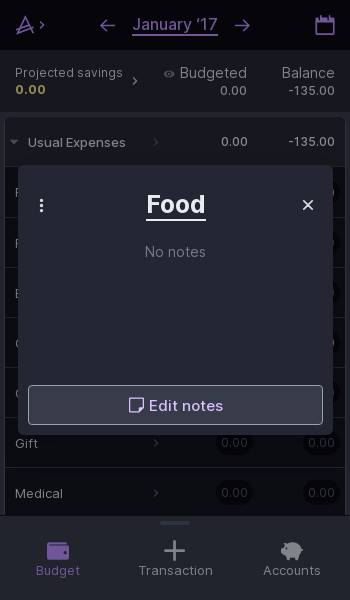 January ‘17
Projected savings
0.00
Budgeted
0.00
Balance
-135.00
Usual Expenses
0.00
-135.00
Food
No notes
Edit notes
Gift
0.00
0.00
Medical
0.00
0.00
Budget
Transaction
Accounts